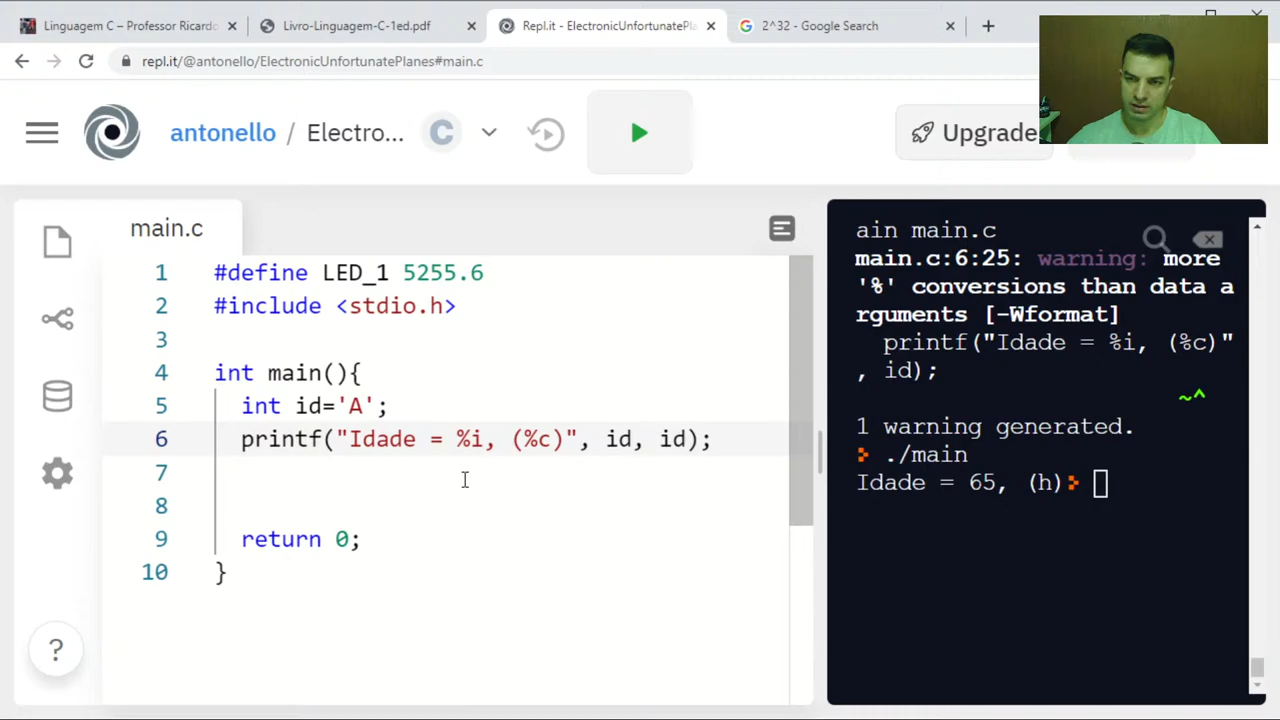 Linguagem C – Professor Ricardo
Livro-Linguagem-C-1ed.pdf
Repl.it - ElectronicUnfortunatePla
2^32 - Google Search
repl.it/@antonello/ElectronicUnfortunatePlanes#main.c
antonello / Electro... C
Upgrade
main.c
1 #define LED_1 5255.6
2 #include <stdio.h>
3
4 int main(){
5 int id='A';
6 printf("Idade = %i, (%c)", id, id);
7
8
9 return 0;
10 }
?
ain main.c
main.c:6:25: warning: more
'%' conversions than data a
rguments [-Wformat]
printf("Idade = %i, (%c)"
, id);
~^
1 warning generated.
./main
Idade = 65, (h)